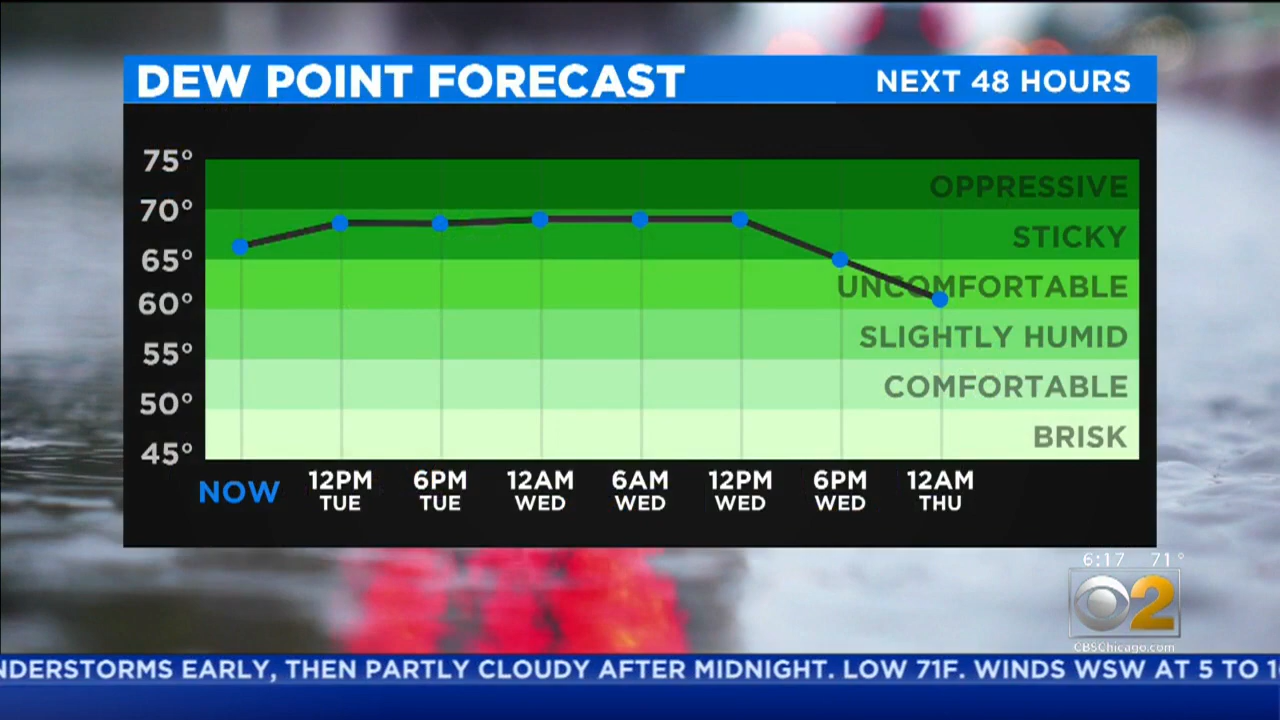 DEW POINT FORECAST NEXT 48 HOURS
75°
OPPRESSIVE
70°
STICKY
65°
UNCOMFORTABLE
60°
SLIGHTLY HUMID
55°
COMFORTABLE
50°
BRISK
45°
NOW 12PM 6PM 12AM 6AM 12PM 6PM 12AM
TUE TUE WED WED WED WED THU
6:17 71°
2
CBSChicago.com
NDERSTORMS EARLY, THEN PARTLY CLOUDY AFTER MIDNIGHT. LOW 71F. WINDS WSW AT 5 TO 1